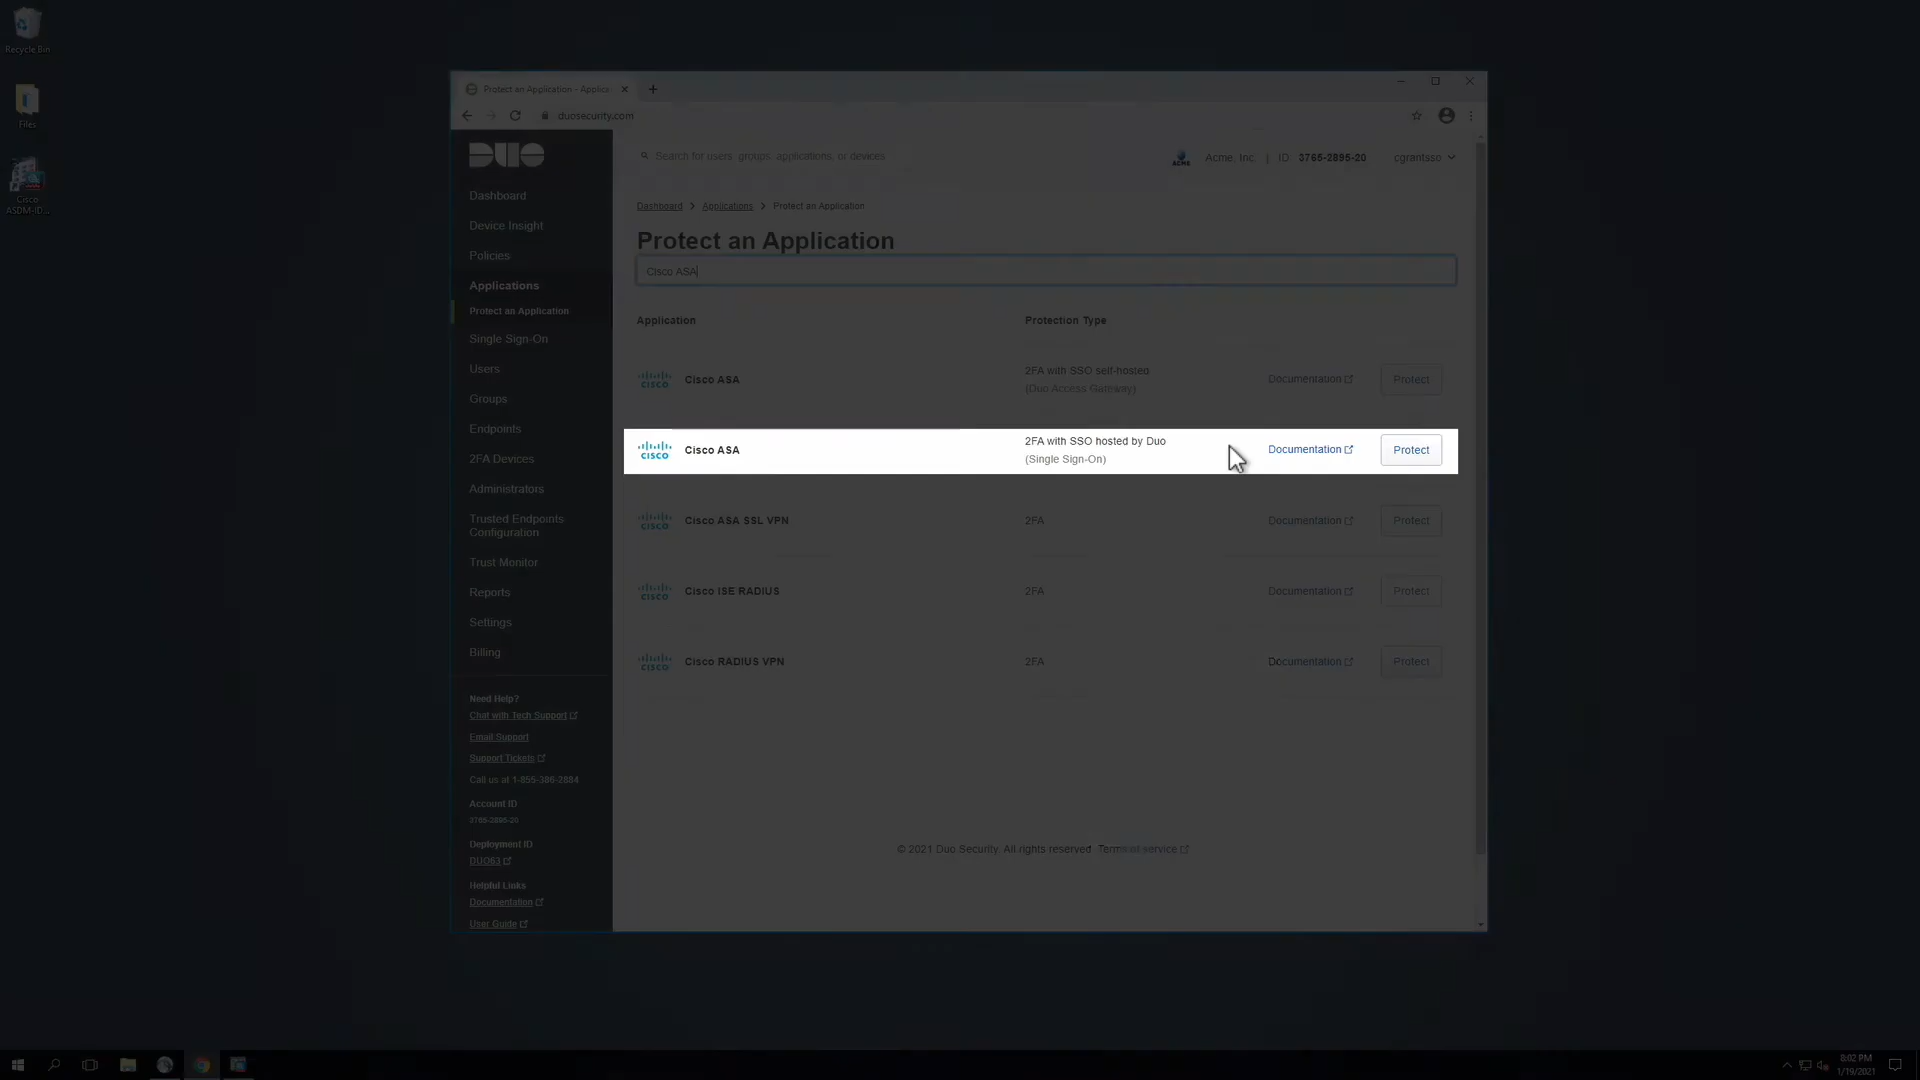 Recycle Bin
Files
Cisco
ASDM-ID...
Protect an Application - Applica
duosecurity.com
DUO
Search for users, groups, applications, or devices
ACME
Acme, Inc. | ID: 3765-2895-20
cgrantsso
Dashboard
Device Insight
Policies
Applications
Protect an Application
Single Sign-On
Users
Groups
Endpoints
2FA Devices
Administrators
Trusted Endpoints
Configuration
Trust Monitor
Reports
Settings
Billing
Need Help?
Chat with Tech Support
Email Support
Support Tickets
Call us at 1-855-386-2884
Account ID
3765-2895-20
Deployment ID
DUO63
Helpful Links
Documentation
User Guide
Dashboard > Applications > Protect an Application
Protect an Application
Cisco ASA
Application Protection Type
CISCO Cisco ASA 2FA with SSO self-hosted Documentation Protect
(Duo Access Gateway)
CISCO Cisco ASA 2FA with SSO hosted by Duo Documentation Protect
(Single Sign-On)
CISCO Cisco ASA SSL VPN 2FA Documentation Protect
CISCO Cisco ISE RADIUS 2FA Documentation Protect
CISCO Cisco RADIUS VPN 2FA Documentation Protect
© 2021 Duo Security. All rights reserved. Terms of service
8:02 PM
1/19/2021